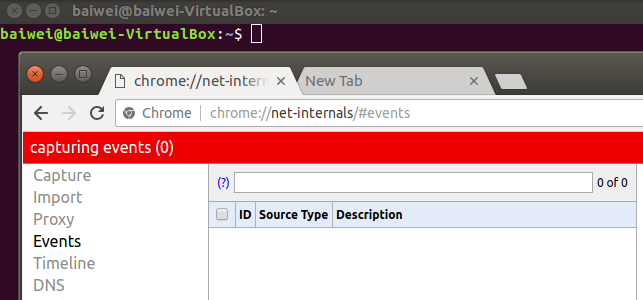 baiwei@baiwei-VirtualBox: ~
baiwei@baiwei-VirtualBox:~$
chrome://net-intern
New Tab
Chrome chrome://net-internals/#events
capturing events (0)
Capture
Import
Proxy
Events
Timeline
DNS
(?) 0 of 0
ID Source Type Description